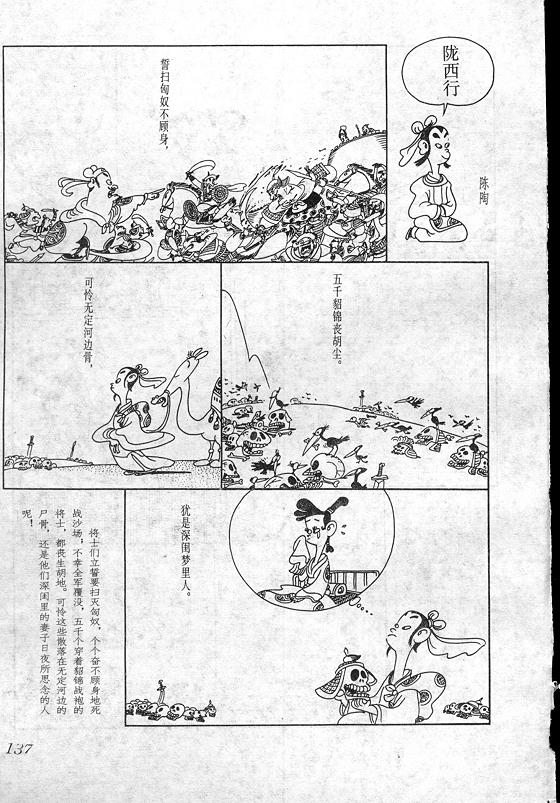 陇西行
陈陶
誓扫匈奴不顾身，
五千貂锦丧胡尘。
可怜无定河边骨，
犹是深闺梦里人。
将士们立誓要扫灭匈奴，个个奋不顾身地死
战沙场，不幸全军覆没，五千个穿着貂锦战袍的
将士，都丧生胡地。可怜这些散落在无定河边的
尸骨，还是他们深闺里的妻子日夜所思念的人
呢！
137